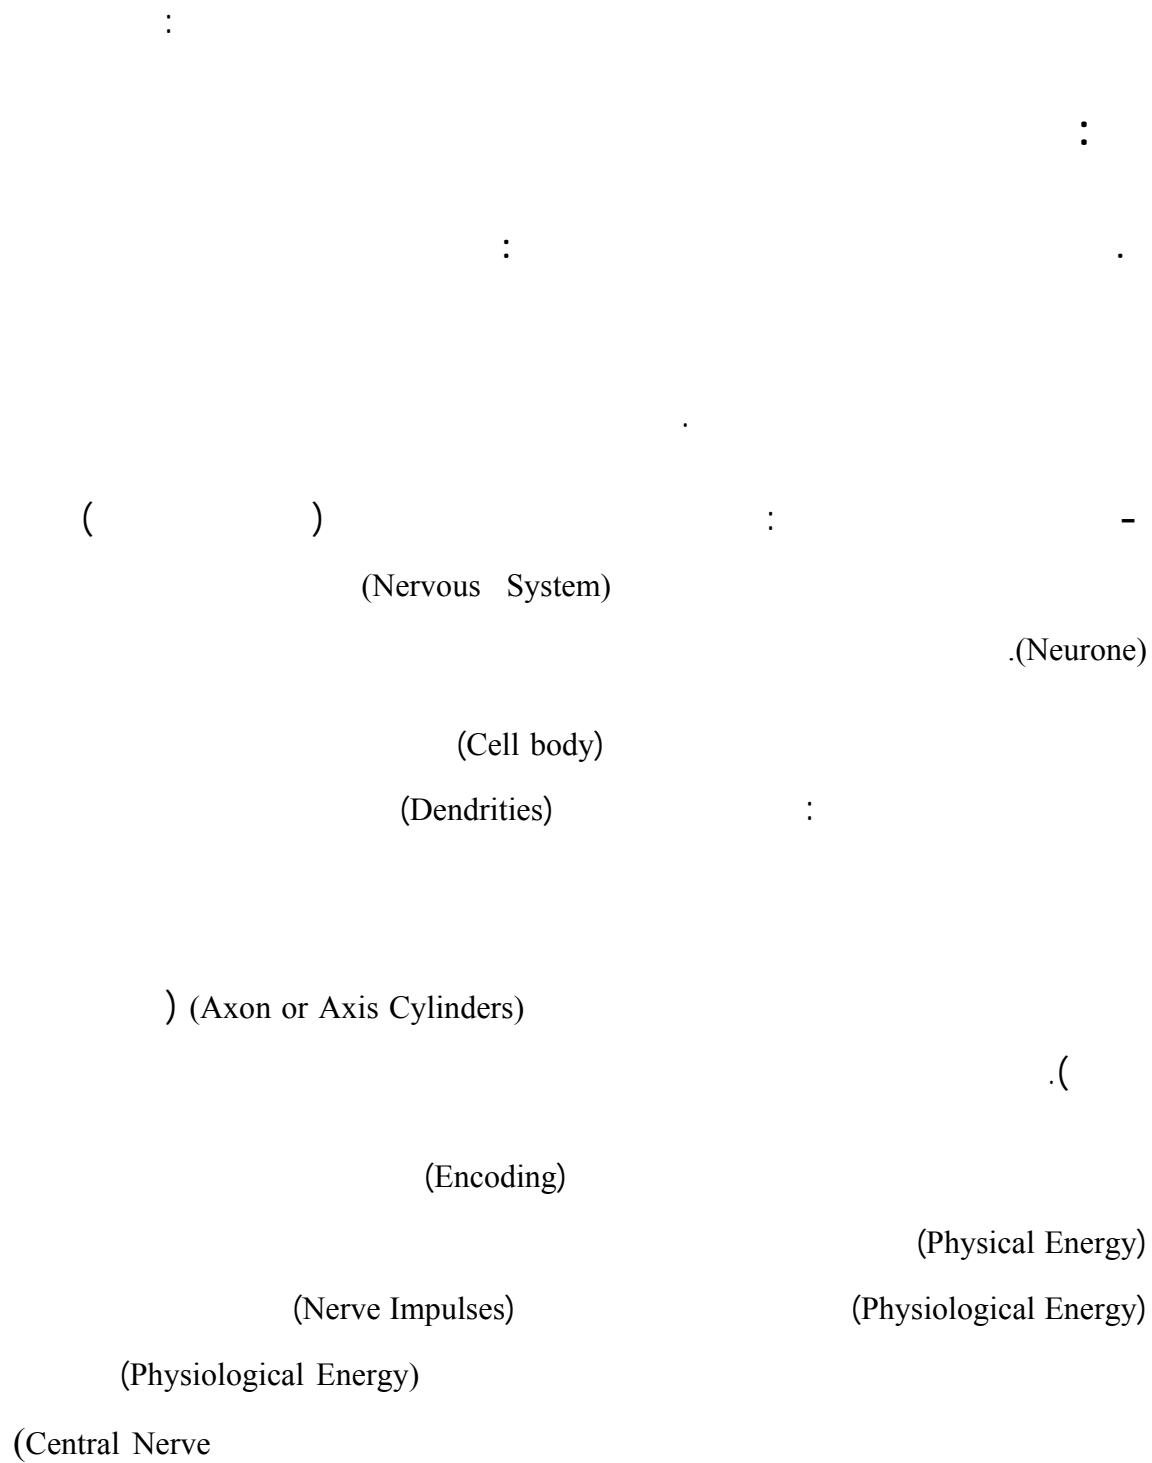 :
:
. :
.
- : ( )
(Nervous System)
(Neurone).
(Cell body)
: (Dendrities)
(Axon or Axis Cylinders) (
).
(Encoding)
(Physical Energy)
(Physiological Energy) (Nerve Impulses)
(Physiological Energy)
(Central Nerve